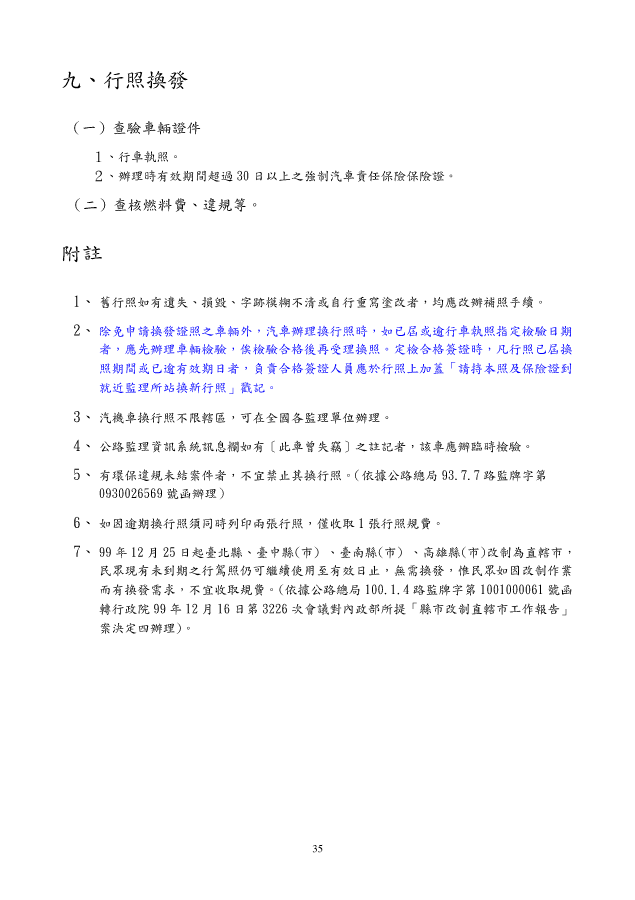 九、行照換發
（一）查驗車輛證件
１、行車執照。
２、辦理時有效期間超過 30 日以上之強制汽車責任保險保險證。
（二）查核燃料費、違規等。
附註
1、 舊行照如有遺失、損毀、字跡模糊不清或自行重寫塗改者，均應改辦補照手續。
2、 除免申請換發證照之車輛外，汽車辦理換行照時，如已屆或逾行車執照指定檢驗日期
者，應先辦理車輛檢驗，俟檢驗合格後再受理換照。定檢合格簽證時，凡行照已屆換
照期間或已逾有效期日者，負責合格簽證人員應於行照上加蓋「請持本照及保險證到
就近監理所站換新行照」戳記。
3、 汽機車換行照不限轄區，可在全國各監理單位辦理。
4、 公路監理資訊系統訊息欄如有〔此車曾失竊〕之註記者，該車應辦臨時檢驗。
5、 有環保違規未結案件者，不宜禁止其換行照。(依據公路總局 93.7.7 路監牌字第
0930026569 號函辦理)
6、 如因逾期換行照須同時列印兩張行照，僅收取 1 張行照規費。
7、 99 年 12 月 25 日起臺北縣、臺中縣(市) 、臺南縣(市) 、高雄縣(市)改制為直轄市，
民眾現有未到期之行駕照仍可繼續使用至有效日止，無需換發，惟民眾如因改制作業
而有換發需求，不宜收取規費。(依據公路總局 100.1.4 路監牌字第 1001000061 號函
轉行政院 99 年 12 月 16 日第 3226 次會議對內政部所提「縣市改制直轄市工作報告」
案決定四辦理)。
35